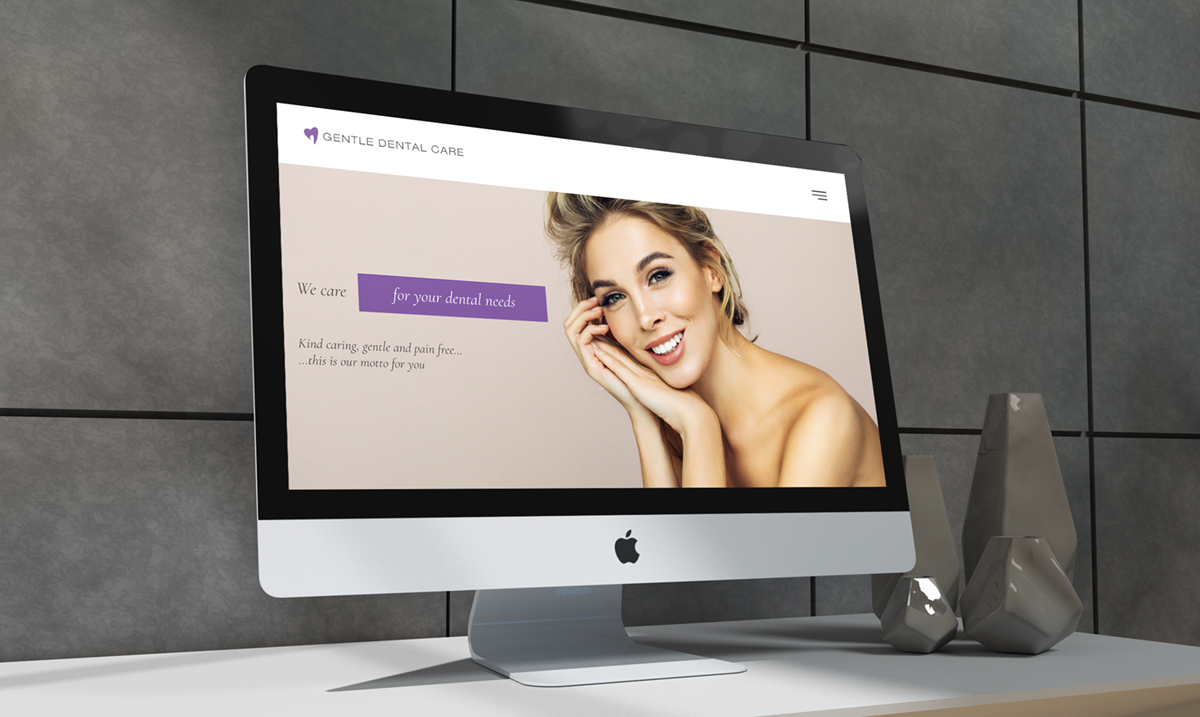 GENTLE DENTAL CARE
We care for your dental needs
Kind caring, gentle and pain free...
...this is our motto for you